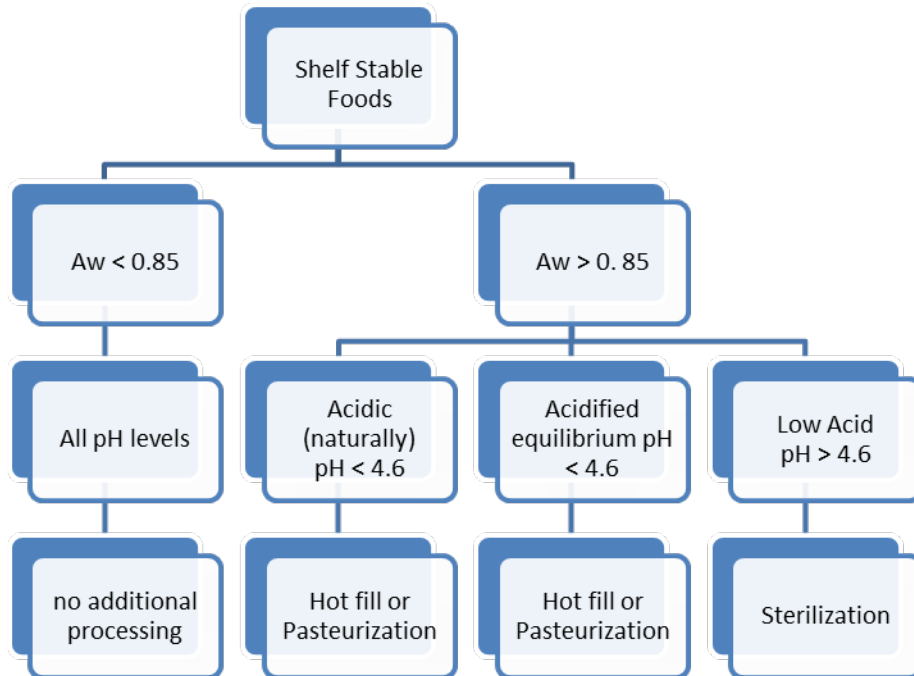 Shelf Stable
Foods
Aw < 0.85
Aw > 0. 85
All pH levels
Acidic
(naturally)
pH < 4.6
Acidified
equilibrium pH
< 4.6
Low Acid
pH > 4.6
no additional
processing
Hot fill or
Pasteurization
Hot fill or
Pasteurization
Sterilization